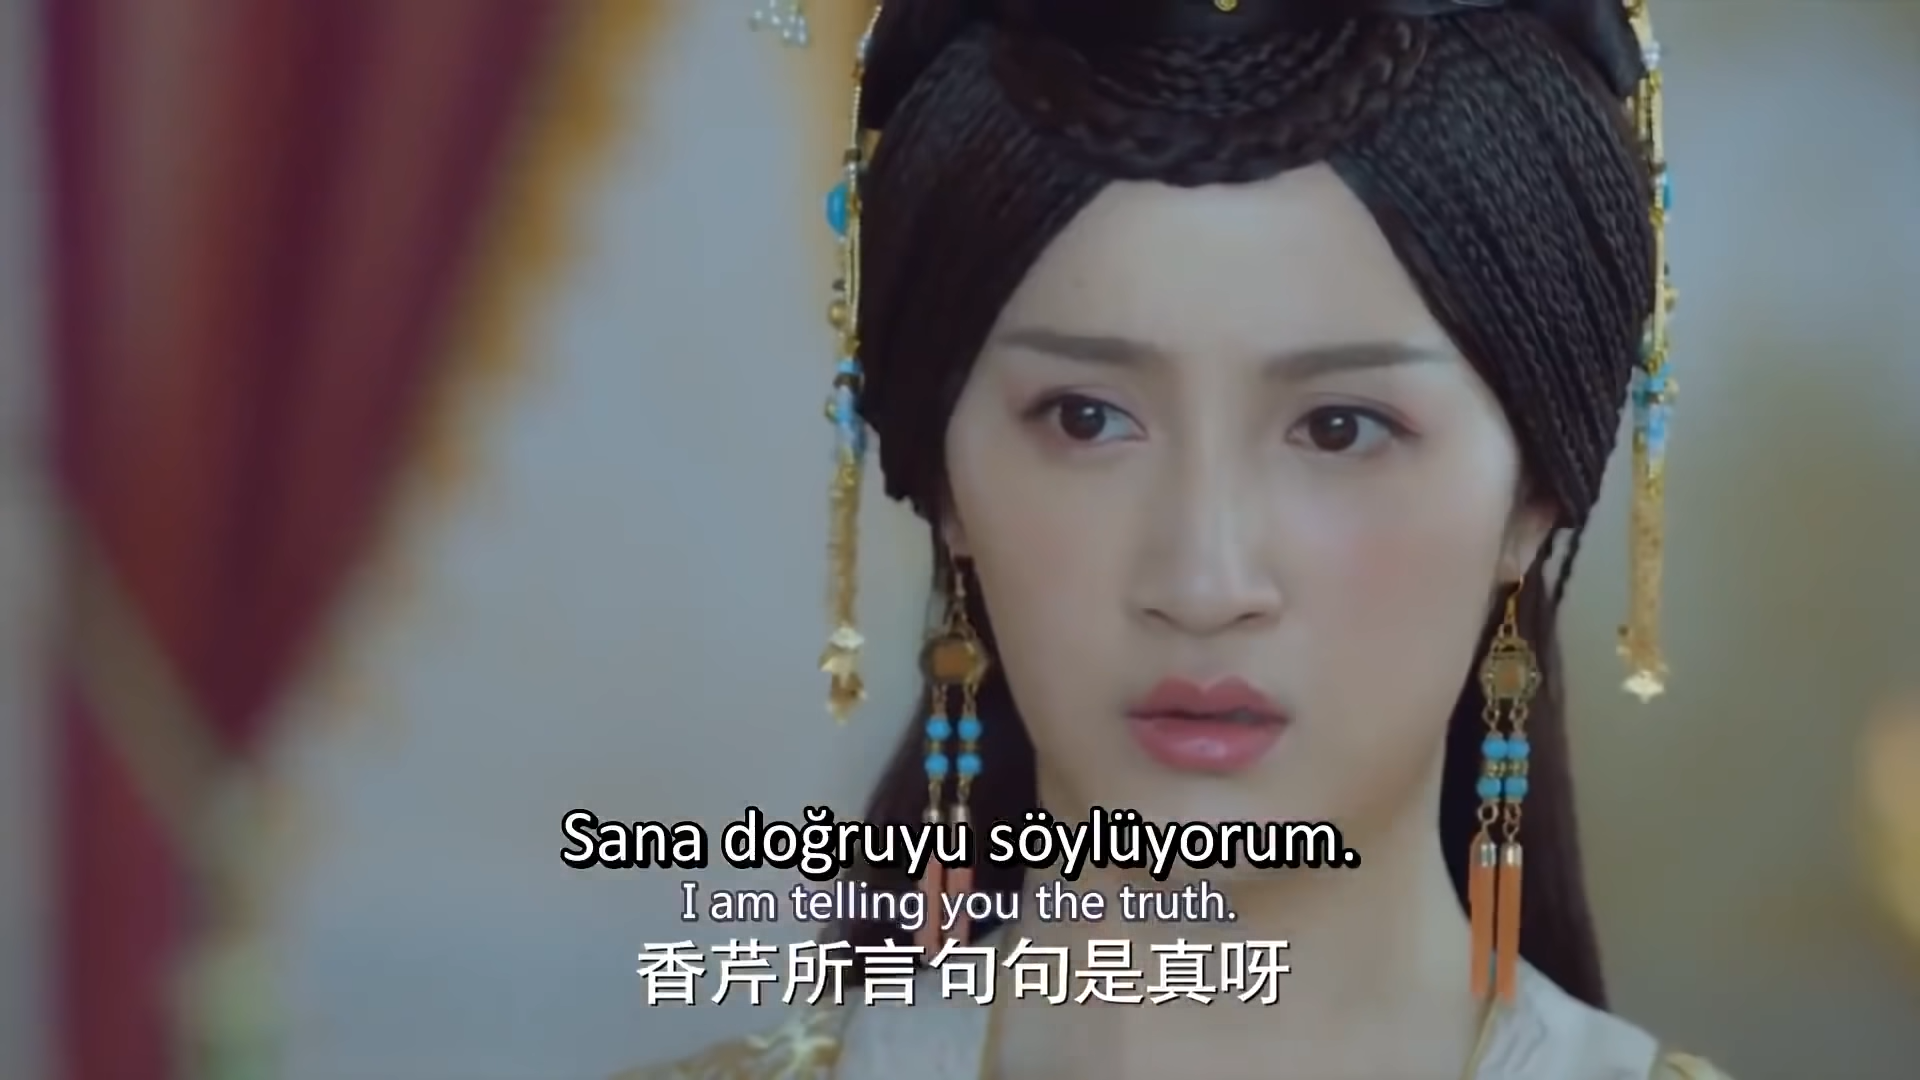 Sana doğruyu söylüyorum.
I am telling you the truth.
香芹所言句句是真呀